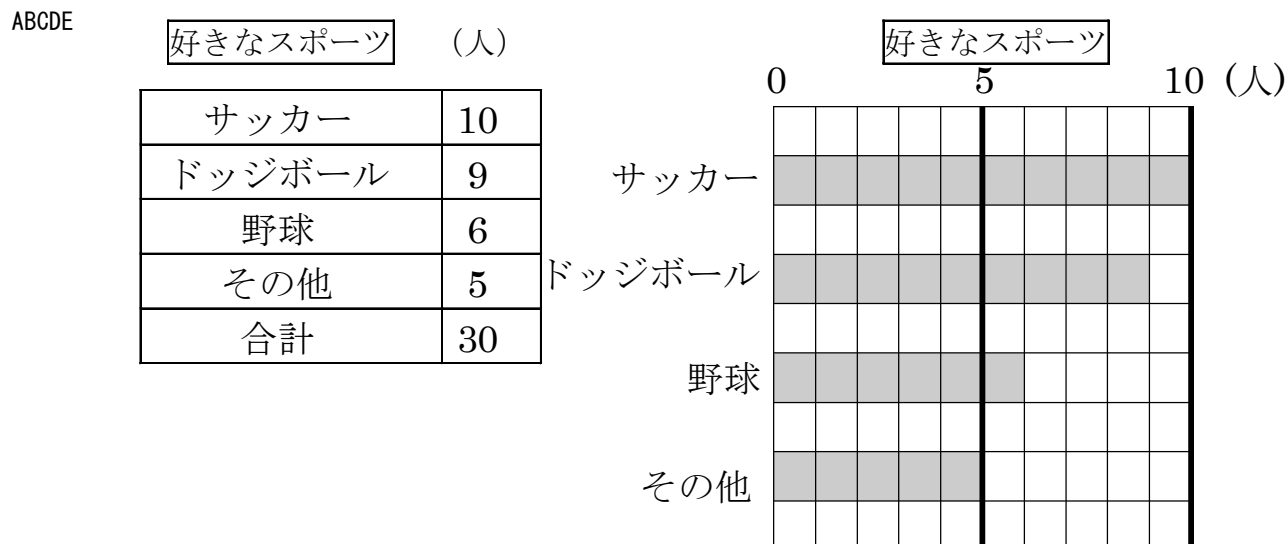 ABCDE
好きなスポーツ (人)
サッカー 10
ドッジボール 9
野球 6
その他 5
合計 30
好きなスポーツ
0 5 10 (人)
サッカー
ドッジボール
野球
その他